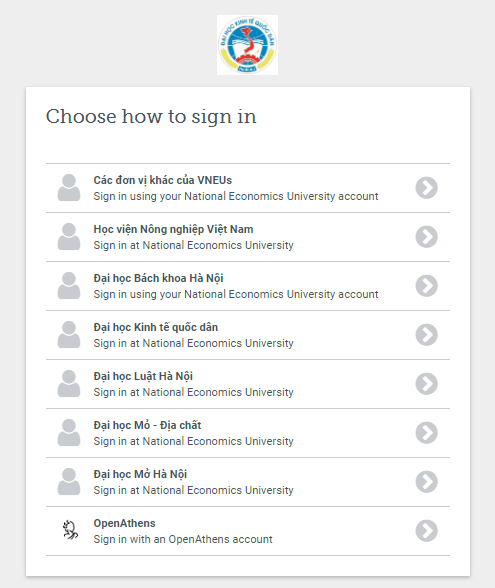 ĐẠI HỌC KINH TẾ QUỐC DÂN
Choose how to sign in
Các đơn vị khác của VNEUs
Sign in using your National Economics University account
Học viện Nông nghiệp Việt Nam
Sign in at National Economics University
Đại học Bách khoa Hà Nội
Sign in using your National Economics University account
Đại học Kinh tế quốc dân
Sign in at National Economics University
Đại học Luật Hà Nội
Sign in at National Economics University
Đại học Mỏ - Địa chất
Sign in at National Economics University
Đại học Mở Hà Nội
Sign in at National Economics University
OpenAthens
Sign in with an OpenAthens account